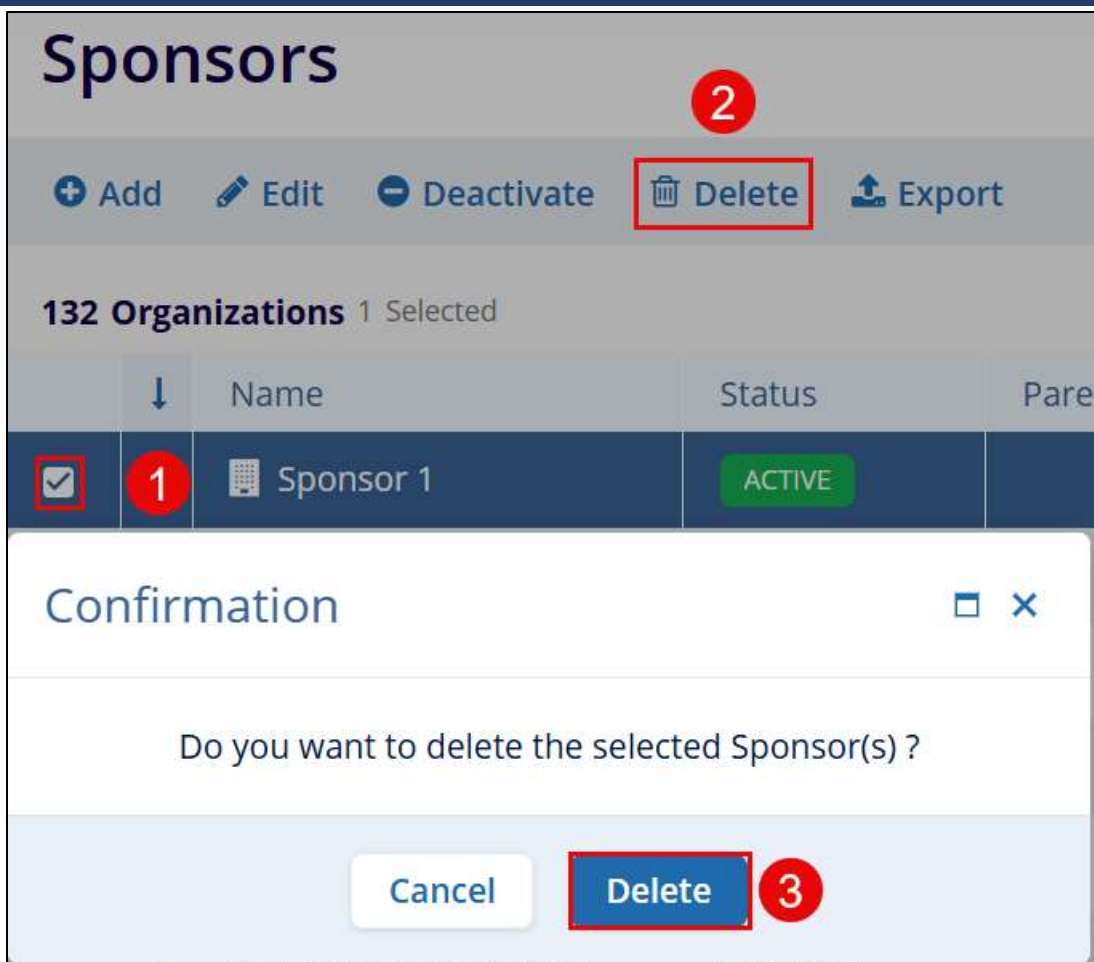 Sponsors
2
Add Edit Deactivate Delete Export
132 Organizations 1 Selected
Name Status Pare
1 Sponsor 1 ACTIVE
Confirmation
Do you want to delete the selected Sponsor(s) ?
Cancel Delete 3